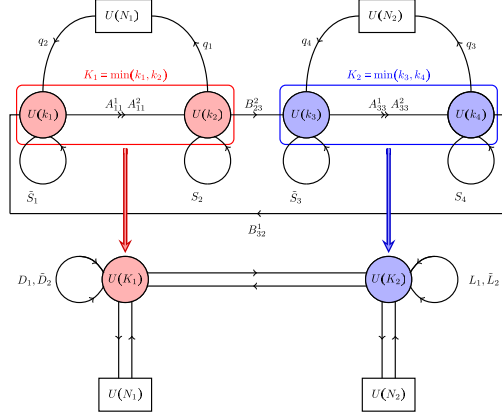 U(N₁) U(N₂)
q₂ q₁ q₄ q₃
K₁ = min(k₁, k₂) K₂ = min(k₃, k₄)
U(k₁) A¹₁₁ A²₁₁ U(k₂) B²₂₃ U(k₃) A¹₃₃ A²₃₃ U(k₄)
S̃₁ S₂ S̃₃ S₄
B¹₃₂
D₁, D̃₂ U(K₁) U(K₂) L₁, L̃₂
U(N₁) U(N₂)